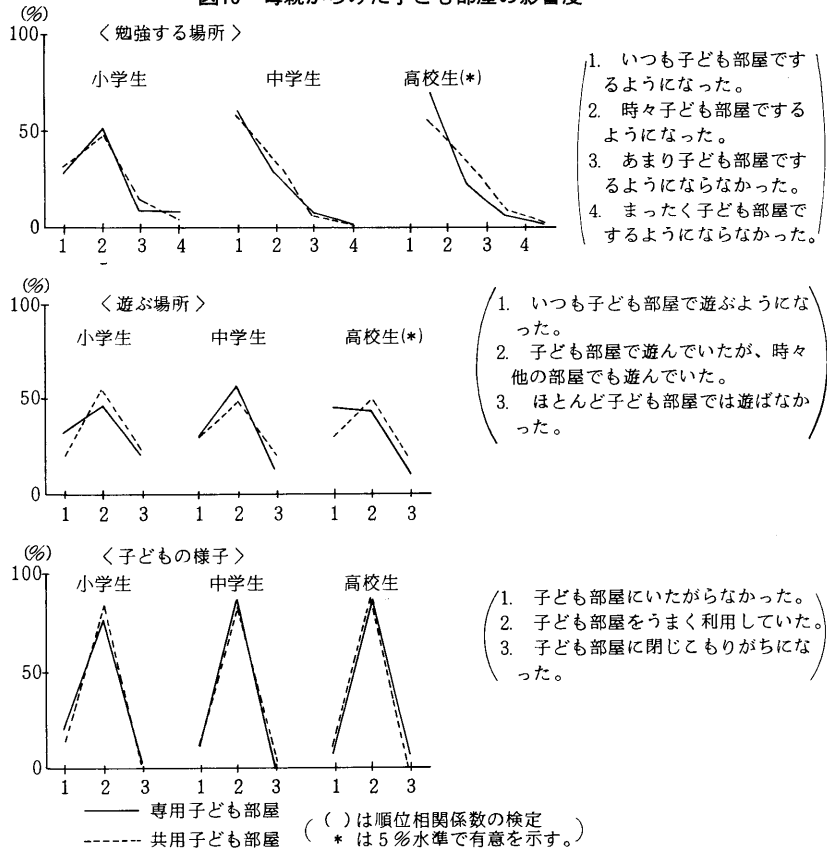 (%)
100
〈勉強する場所〉
小学生 中学生 高校生(*)
50
0
1 2 3 4 1 2 3 4 1 2 3 4
1. いつも子ども部屋です
るようになった。
2. 時々子ども部屋でする
ようになった。
3. あまり子ども部屋です
るようにならなかった。
4. まったく子ども部屋で
するようにならなかった。
(%)
100
〈遊ぶ場所〉
小学生 中学生 高校生(*)
50
0
1 2 3 1 2 3 1 2 3
1. いつも子ども部屋で遊ぶようにな
った。
2. 子ども部屋で遊んでいたが、時々
他の部屋でも遊んでいた。
3. ほとんど子ども部屋では遊ばなか
った。
(%)
100
〈子どもの様子〉
小学生 中学生 高校生
50
0
1 2 3 1 2 3 1 2 3
1. 子ども部屋にいたがらなかった。
2. 子ども部屋をうまく利用していた。
3. 子ども部屋に閉じこもりがちにな
った。
専用子ども部屋
共用子ども部屋
( )は順位相関係数の検定
* は5%水準で有意を示す。